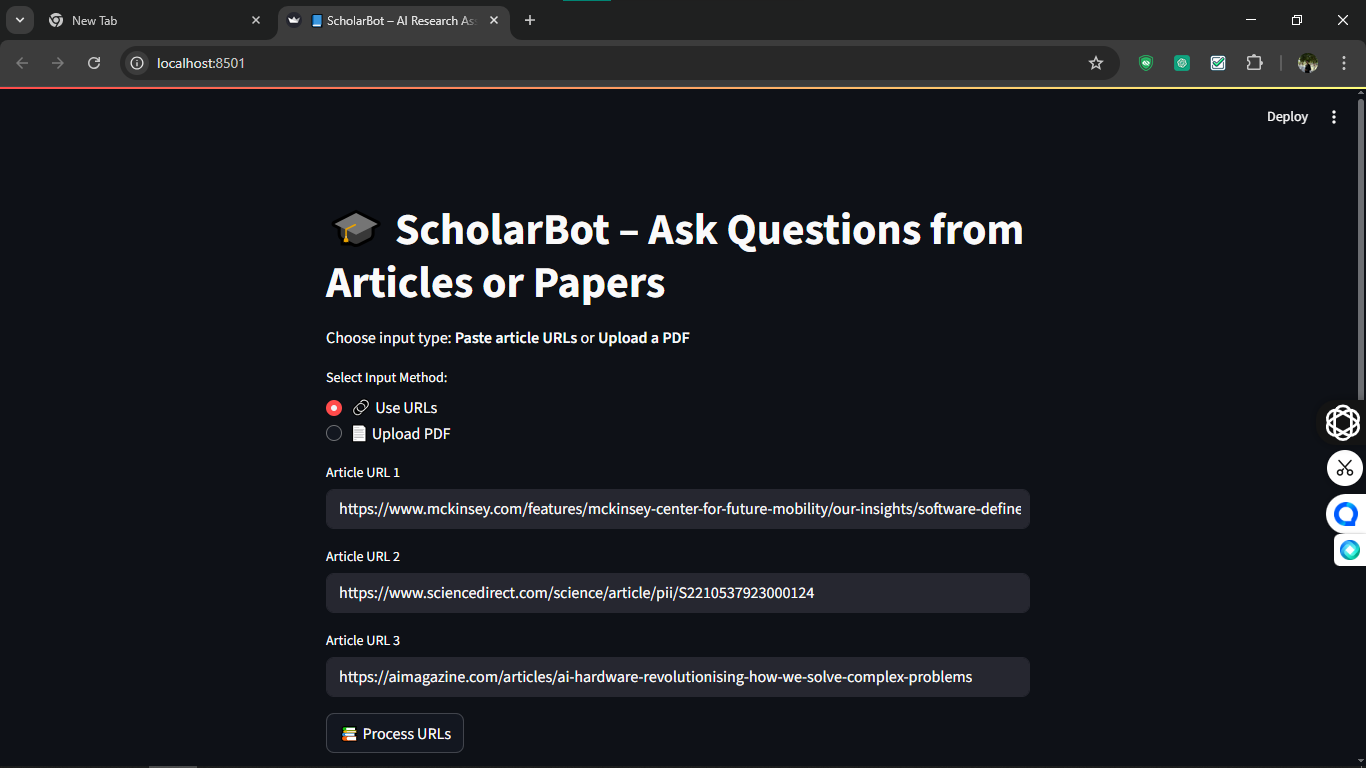 New Tab
📘 ScholarBot – AI Research As
localhost:8501
Deploy
🎓 ScholarBot – Ask Questions from
Articles or Papers
Choose input type: Paste article URLs or Upload a PDF
Select Input Method:
🔗 Use URLs
📄 Upload PDF
Article URL 1
https://www.mckinsey.com/features/mckinsey-center-for-future-mobility/our-insights/software-define
Article URL 2
https://www.sciencedirect.com/science/article/pii/S2210537923000124
Article URL 3
https://aimagazine.com/articles/ai-hardware-revolutionising-how-we-solve-complex-problems
📚 Process URLs